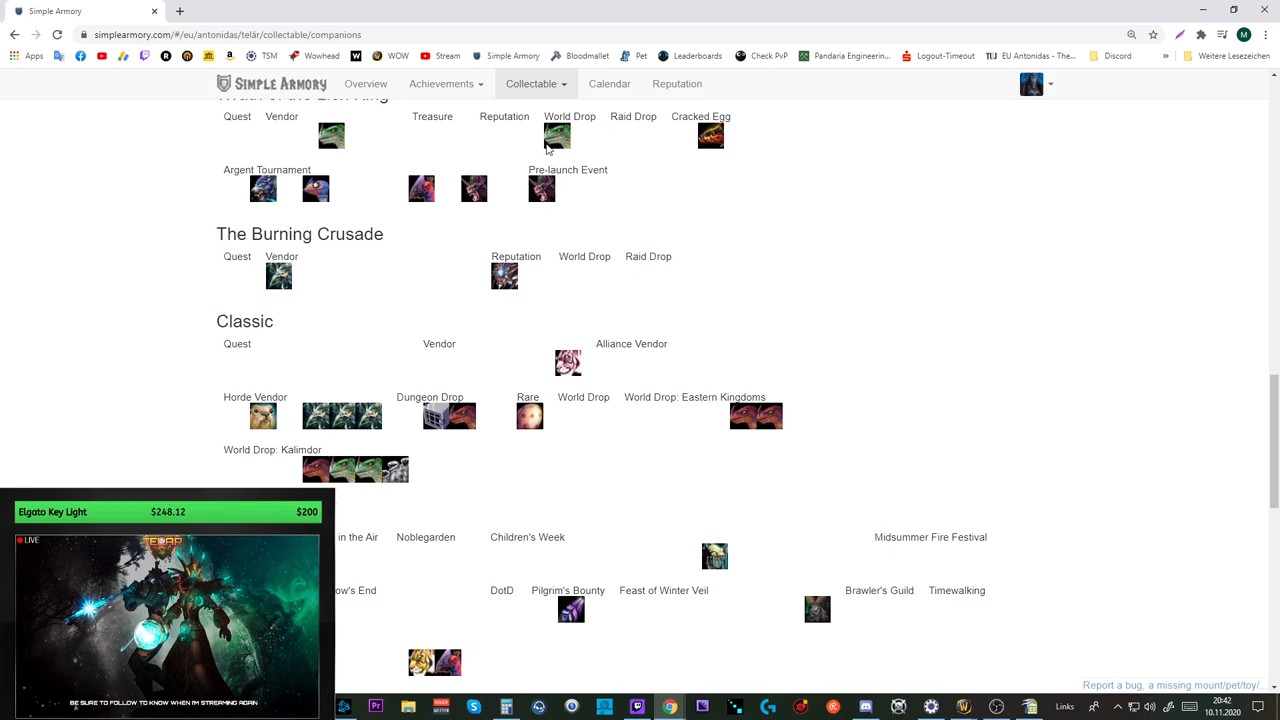 Simple Armory
simplearmory.com/#/eu/antonidas/telár/collectable/companions
Apps TSM Wowhead WOW Stream Simple Armory Bloodmallet Pet Leaderboards Check PvP Pandaria Engineerin... Logout-Timeout EU Antonidas - The... Discord Weitere Lesezeichen
SIMPLE ARMORY Overview Achievements Collectable Calendar Reputation
Quest Vendor Treasure Reputation World Drop Raid Drop Cracked Egg
Argent Tournament Pre-launch Event
The Burning Crusade
Quest Vendor Reputation World Drop Raid Drop
Classic
Quest Vendor Alliance Vendor
Horde Vendor Dungeon Drop Rare World Drop World Drop: Eastern Kingdoms
World Drop: Kalimdor
Elgato Key Light $248.12 $200
LIVE
in the Air Noblegarden Children's Week Midsummer Fire Festival
ow's End DotD Pilgrim's Bounty Feast of Winter Veil Brawler's Guild Timewalking
TELAR
BE SURE TO FOLLOW TO KNOW WHEN I'M STREAMING AGAIN
Report a bug, a missing mount/pet/toy/...
Links
20:42
10.11.2020